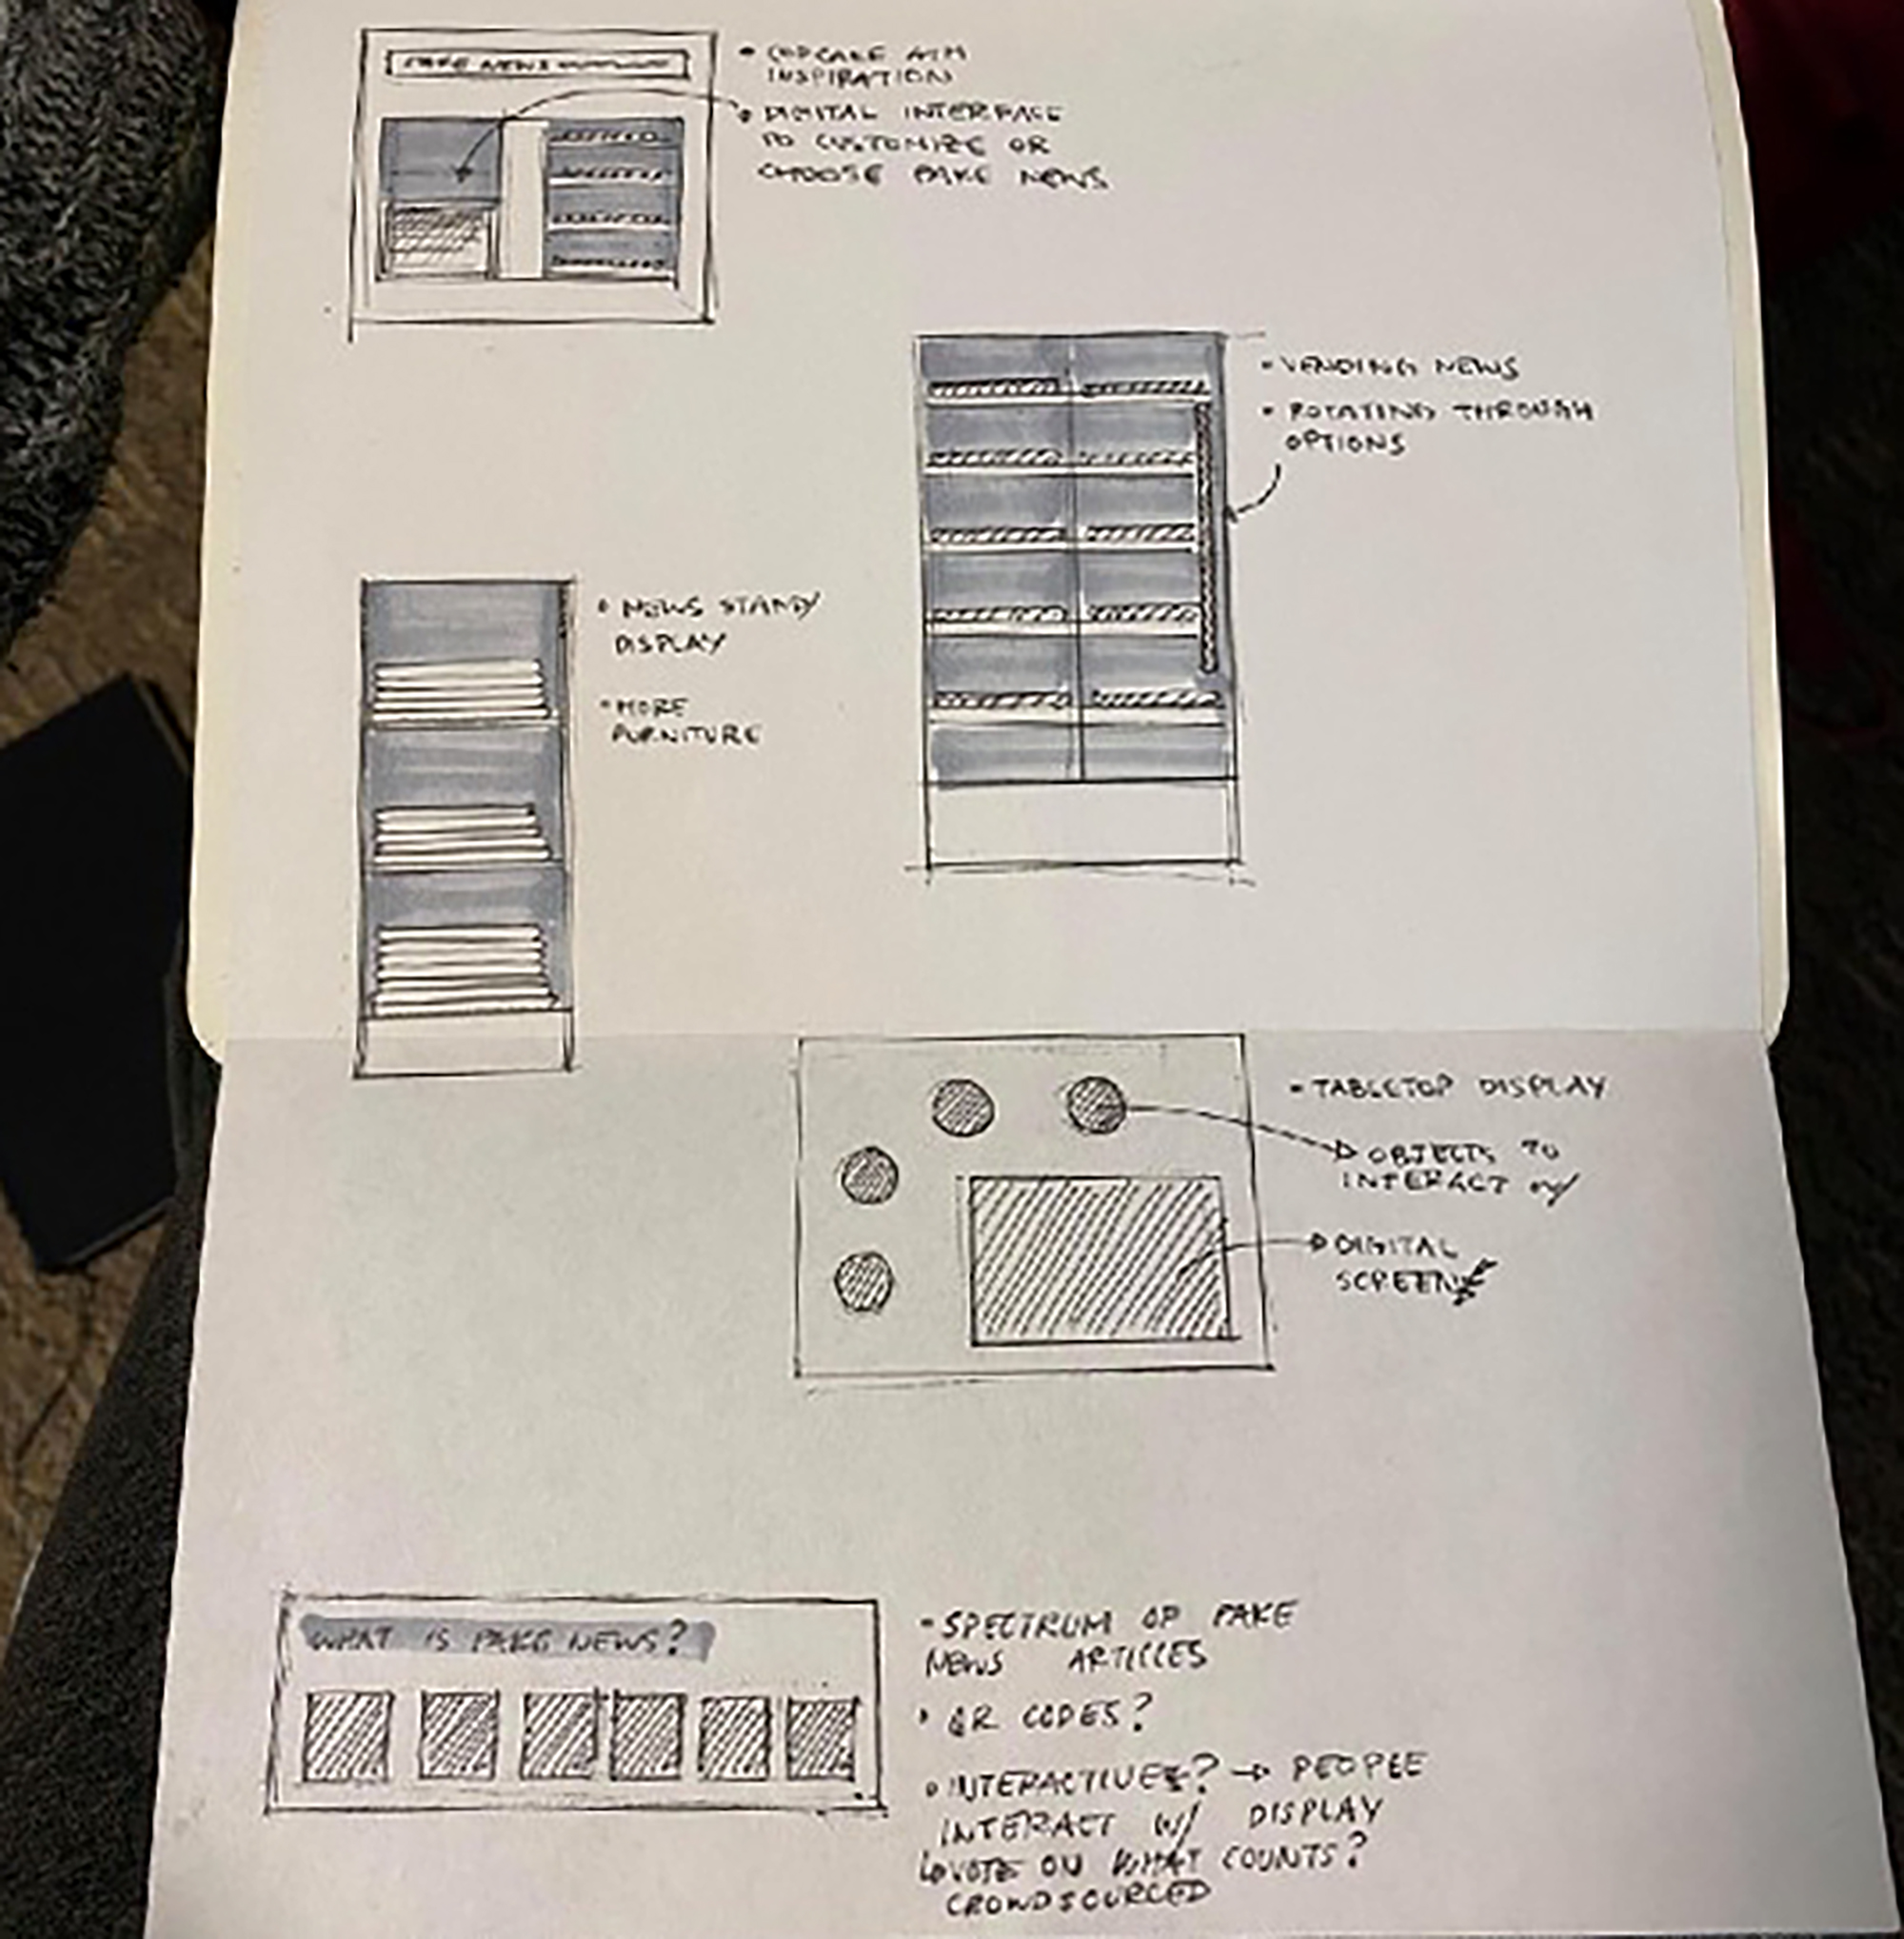 FAKE NEWS
• CUPCAKE ATM
INSPIRATION
• DIGITAL INTERFACE
TO CUSTOMIZE OR
CHOOSE FAKE NEWS
• VENDING NEWS
• ROTATING THROUGH
OPTIONS
• NEWS STAND/
DISPLAY
• MORE
FURNITURE
• TABLETOP DISPLAY
OBJECTS TO
INTERACT W/
DIGITAL
SCREEN
WHAT IS FAKE NEWS?
• SPECTRUM OF FAKE
NEWS ARTICLES
• QR CODES?
• INTERACTIVE? → PEOPLE
INTERACT W/ DISPLAY
↳ VOTE ON WHAT COUNTS?
CROWDSOURCED